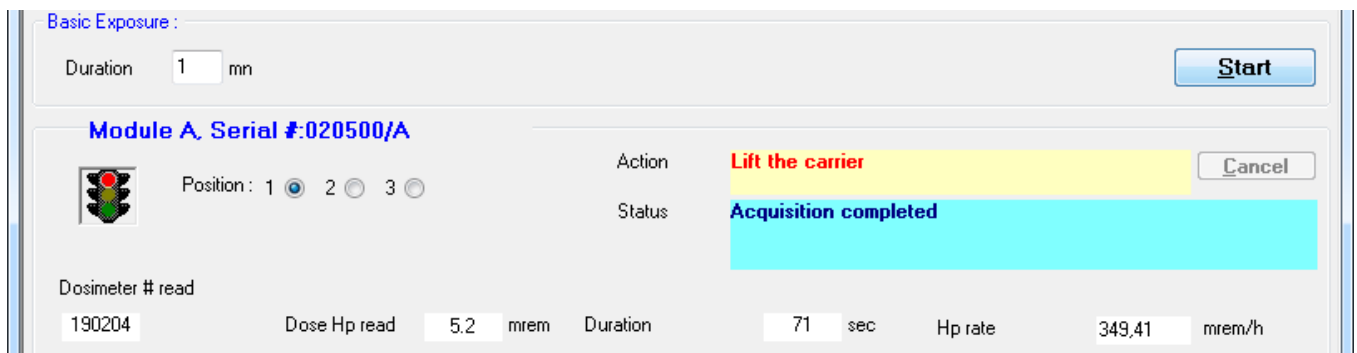 Basic Exposure :
Duration 1 mn Start
Module A, Serial #:020500/A
Position : 1 2 3
Action Lift the carrier Cancel
Status Acquisition completed
Dosimeter # read
190204 Dose Hp read 5.2 mrem Duration 71 sec Hp rate 349,41 mrem/h